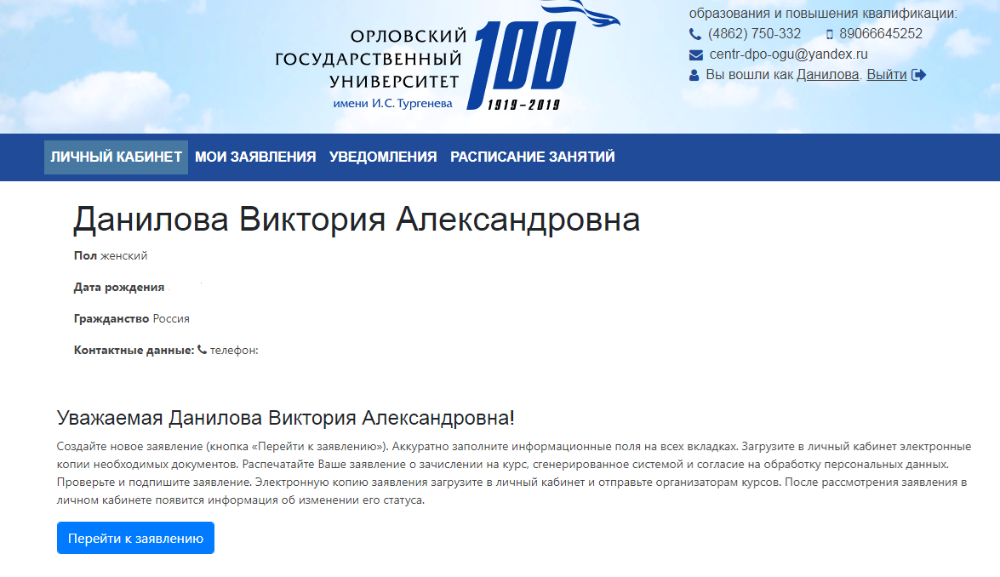 образования и повышения квалификации:
(4862) 750-332 89066645252
centr-dpo-ogu@yandex.ru
Вы вошли как Данилова. Выйти
ОРЛОВСКИЙ
ГОСУДАРСТВЕННЫЙ
УНИВЕРСИТЕТ
имени И.С. Тургенева
100
1919–2019
ЛИЧНЫЙ КАБИНЕТ МОИ ЗАЯВЛЕНИЯ УВЕДОМЛЕНИЯ РАСПИСАНИЕ ЗАНЯТИЙ
Данилова Виктория Александровна
Пол женский
Дата рождения
Гражданство Россия
Контактные данные: телефон:
Уважаемая Данилова Виктория Александровна!
Создайте новое заявление (кнопка «Перейти к заявлению»). Аккуратно заполните информационные поля на всех вкладках. Загрузите в личный кабинет электронные
копии необходимых документов. Распечатайте Ваше заявление о зачислении на курс, сгенерированное системой и согласие на обработку персональных данных.
Проверьте и подпишите заявление. Электронную копию заявления загрузите в личный кабинет и отправьте организаторам курсов. После рассмотрения заявления в
личном кабинете появится информация об изменении его статуса.
Перейти к заявлению